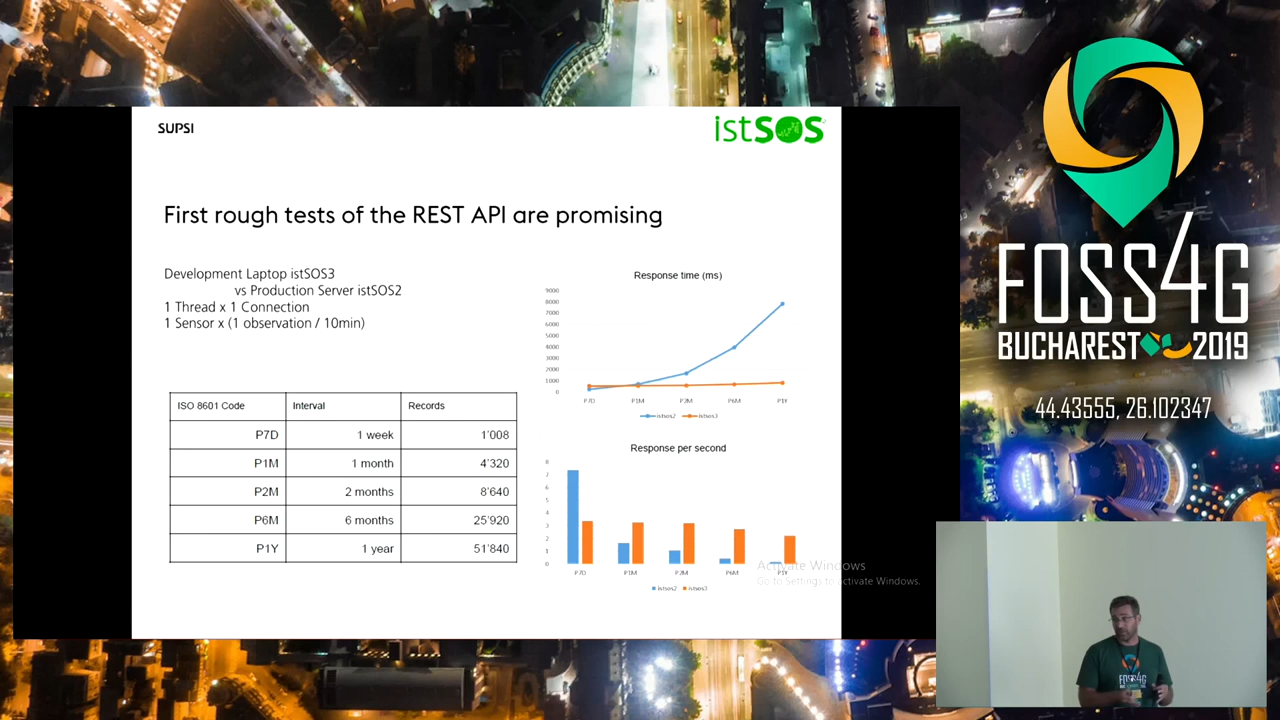 SUPSI
istSOS
First rough tests of the REST API are promising
Development Laptop istSOS3
vs Production Server istSOS2
1 Thread x 1 Connection
1 Sensor x (1 observation / 10min)
ISO 8601 Code Interval Records
P7D 1 week 1'008
P1M 1 month 4'320
P2M 2 months 8'640
P6M 6 months 25'920
P1Y 1 year 51'840
Response time (ms)
9000
8000
7000
6000
5000
4000
3000
2000
1000
0
P7D P1M P2M P6M P1Y
istsos2 istsos3
Response per second
8
7
6
5
4
3
2
1
0
P7D P1M P2M P6M P1Y
istsos2 istsos3
Activate Windows
Go to Settings to activate Windows.
FOSS4G
BUCHAREST 2019
44.43555, 26.102347
FOSS4G